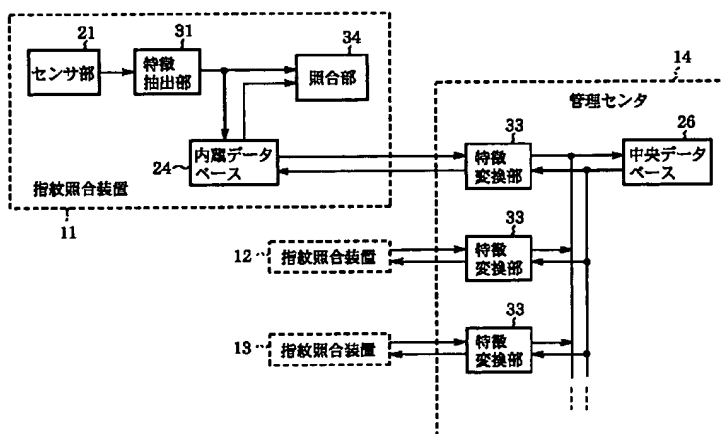 21
センサ部
31
特徴
抽出部
34
照合部
24
内蔵データ
ベース
指紋照合装置
11
14
管理センタ
33
特徴
変換部
26
中央データ
ベース
12
指紋照合装置
33
特徴
変換部
13
指紋照合装置
33
特徴
変換部